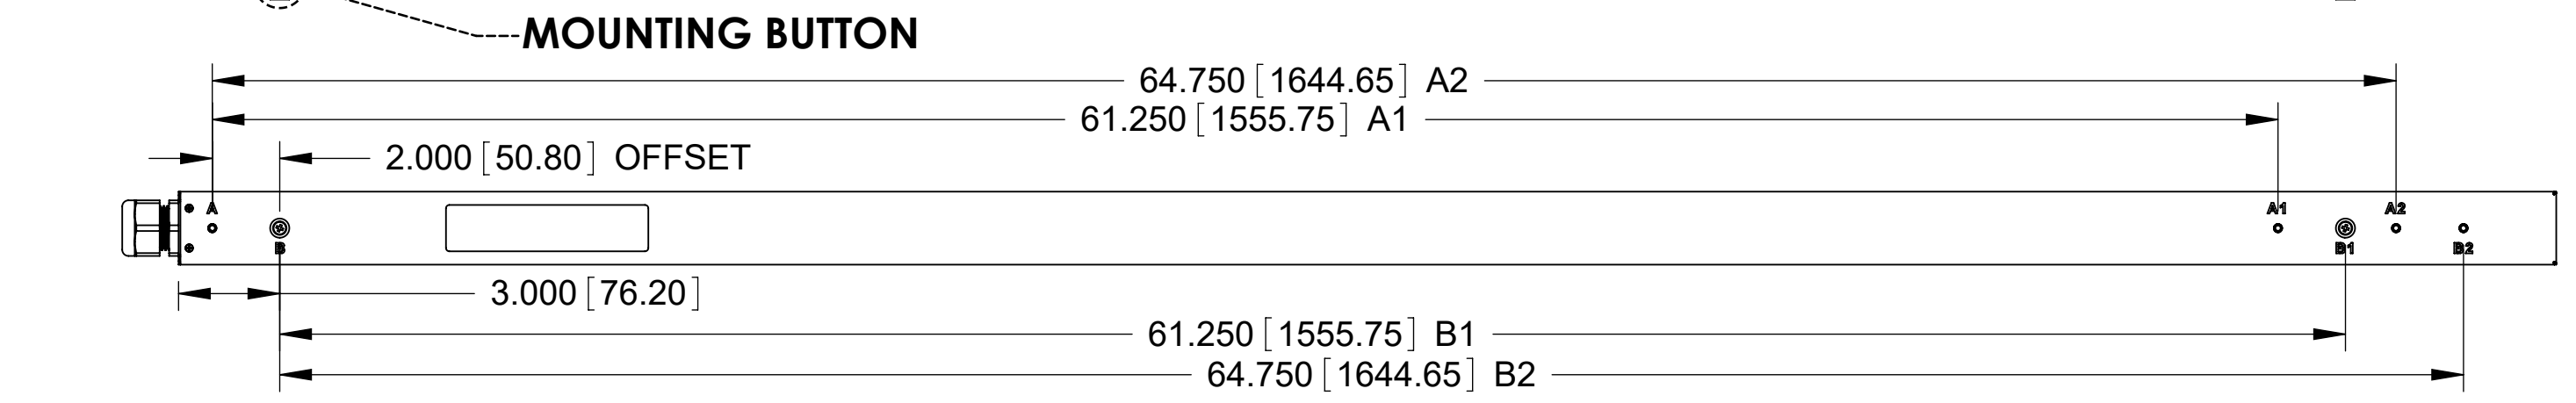 MOUNTING BUTTON
64.750 [1644.65] A2
61.250 [1555.75] A1
2.000 [50.80] OFFSET
A
A1
A2
B
B1
B2
3.000 [76.20]
61.250 [1555.75] B1
64.750 [1644.65] B2